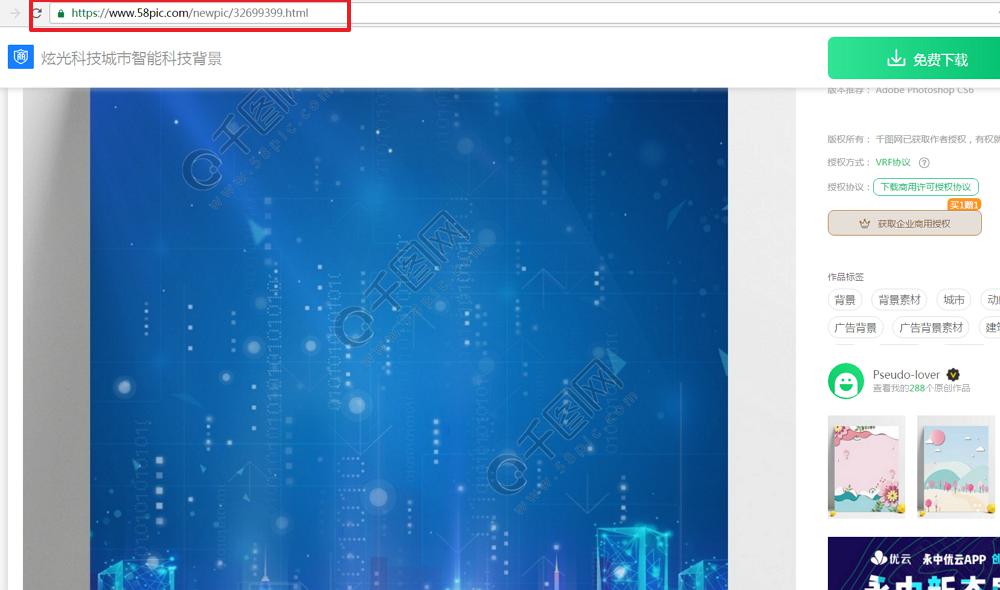 https://www.58pic.com/newpic/32699399.html
商 炫光科技城市智能科技背景
免费下载
版本推荐： Adobe Photoshop CS6
千图网
www.58pic.com
版权所有： 千图网已获取作者授权，有权
授权方式： VRF协议 ?
授权协议： 下载商用许可授权协议
买1赠1
获取企业商用授权
千图网
作品标签
背景 背景素材 城市
广告背景 广告背景素材
Pseudo-lover
查看我的288个原创作品
千图网
www.58pic.com
优云 永中优云APP